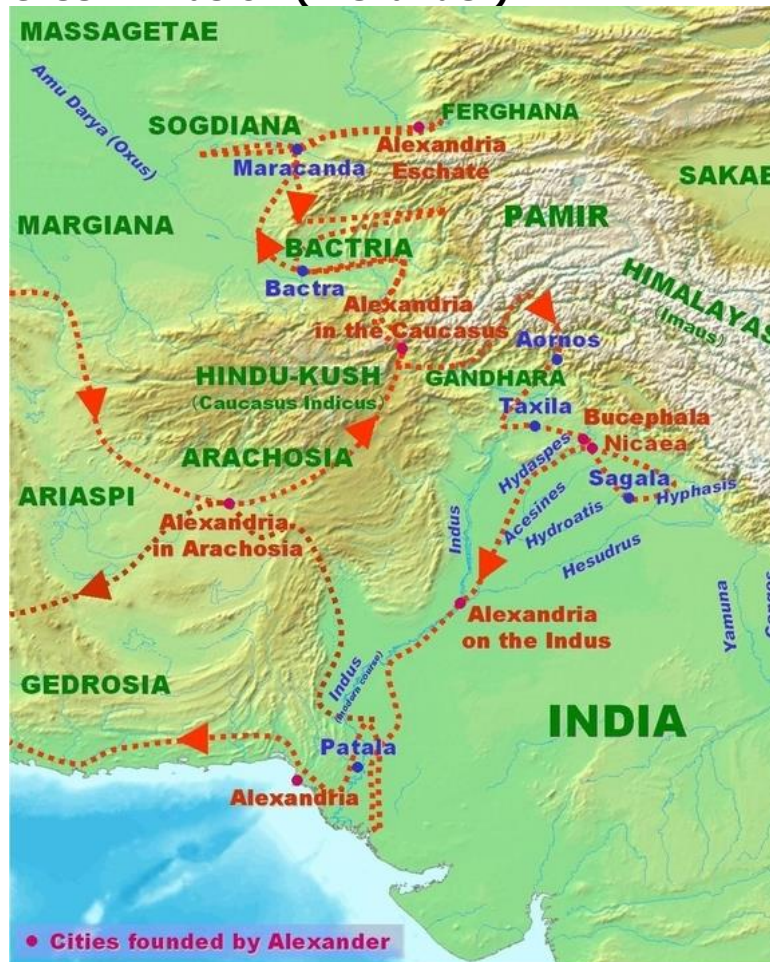 MASSAGETAE
Amu Darya (Oxus)
FERGHANA
SOGDIANA
Alexandria
Eschate
Maracanda
SAKAE
PAMIR
MARGIANA
BACTRIA
Bactra
HIMALAYAS
(Imaus)
Alexandria
in the Caucasus
Aornos
HINDU-KUSH
(Caucasus Indicus)
GANDHARA
Taxila
Bucephala
Nicaea
ARACHOSIA
Hydaspes
Sagala
ARIASPI
Acesines
Hyphasis
Alexandria
in Arachosia
Indus
Hydroatis
Hesudrus
Yamuna
Alexandria
on the Indus
GEDROSIA
Indus
(modern course)
INDIA
Patala
Alexandria
Cities founded by Alexander